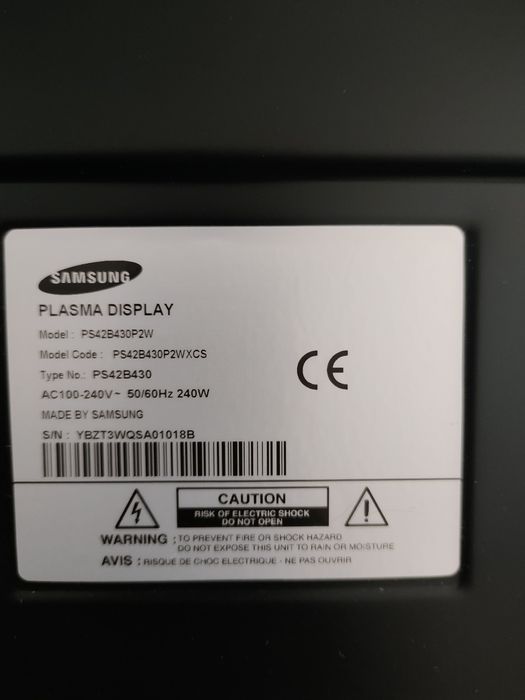 SAMSUNG
PLASMA DISPLAY
Model : PS42B430P2W
Model Code : PS42B430P2WXCS
Type No.: PS42B430
AC100-240V~ 50/60Hz 240W
MADE BY SAMSUNG
S/N : YBZT3WQSA01018B
CE
CAUTION
RISK OF ELECTRIC SHOCK
DO NOT OPEN
WARNING : TO PREVENT FIRE OR SHOCK HAZARD
DO NOT EXPOSE THIS UNIT TO RAIN OR MOISTURE
AVIS : RISQUE DE CHOC ELECTRIQUE - NE PAS OUVRIR